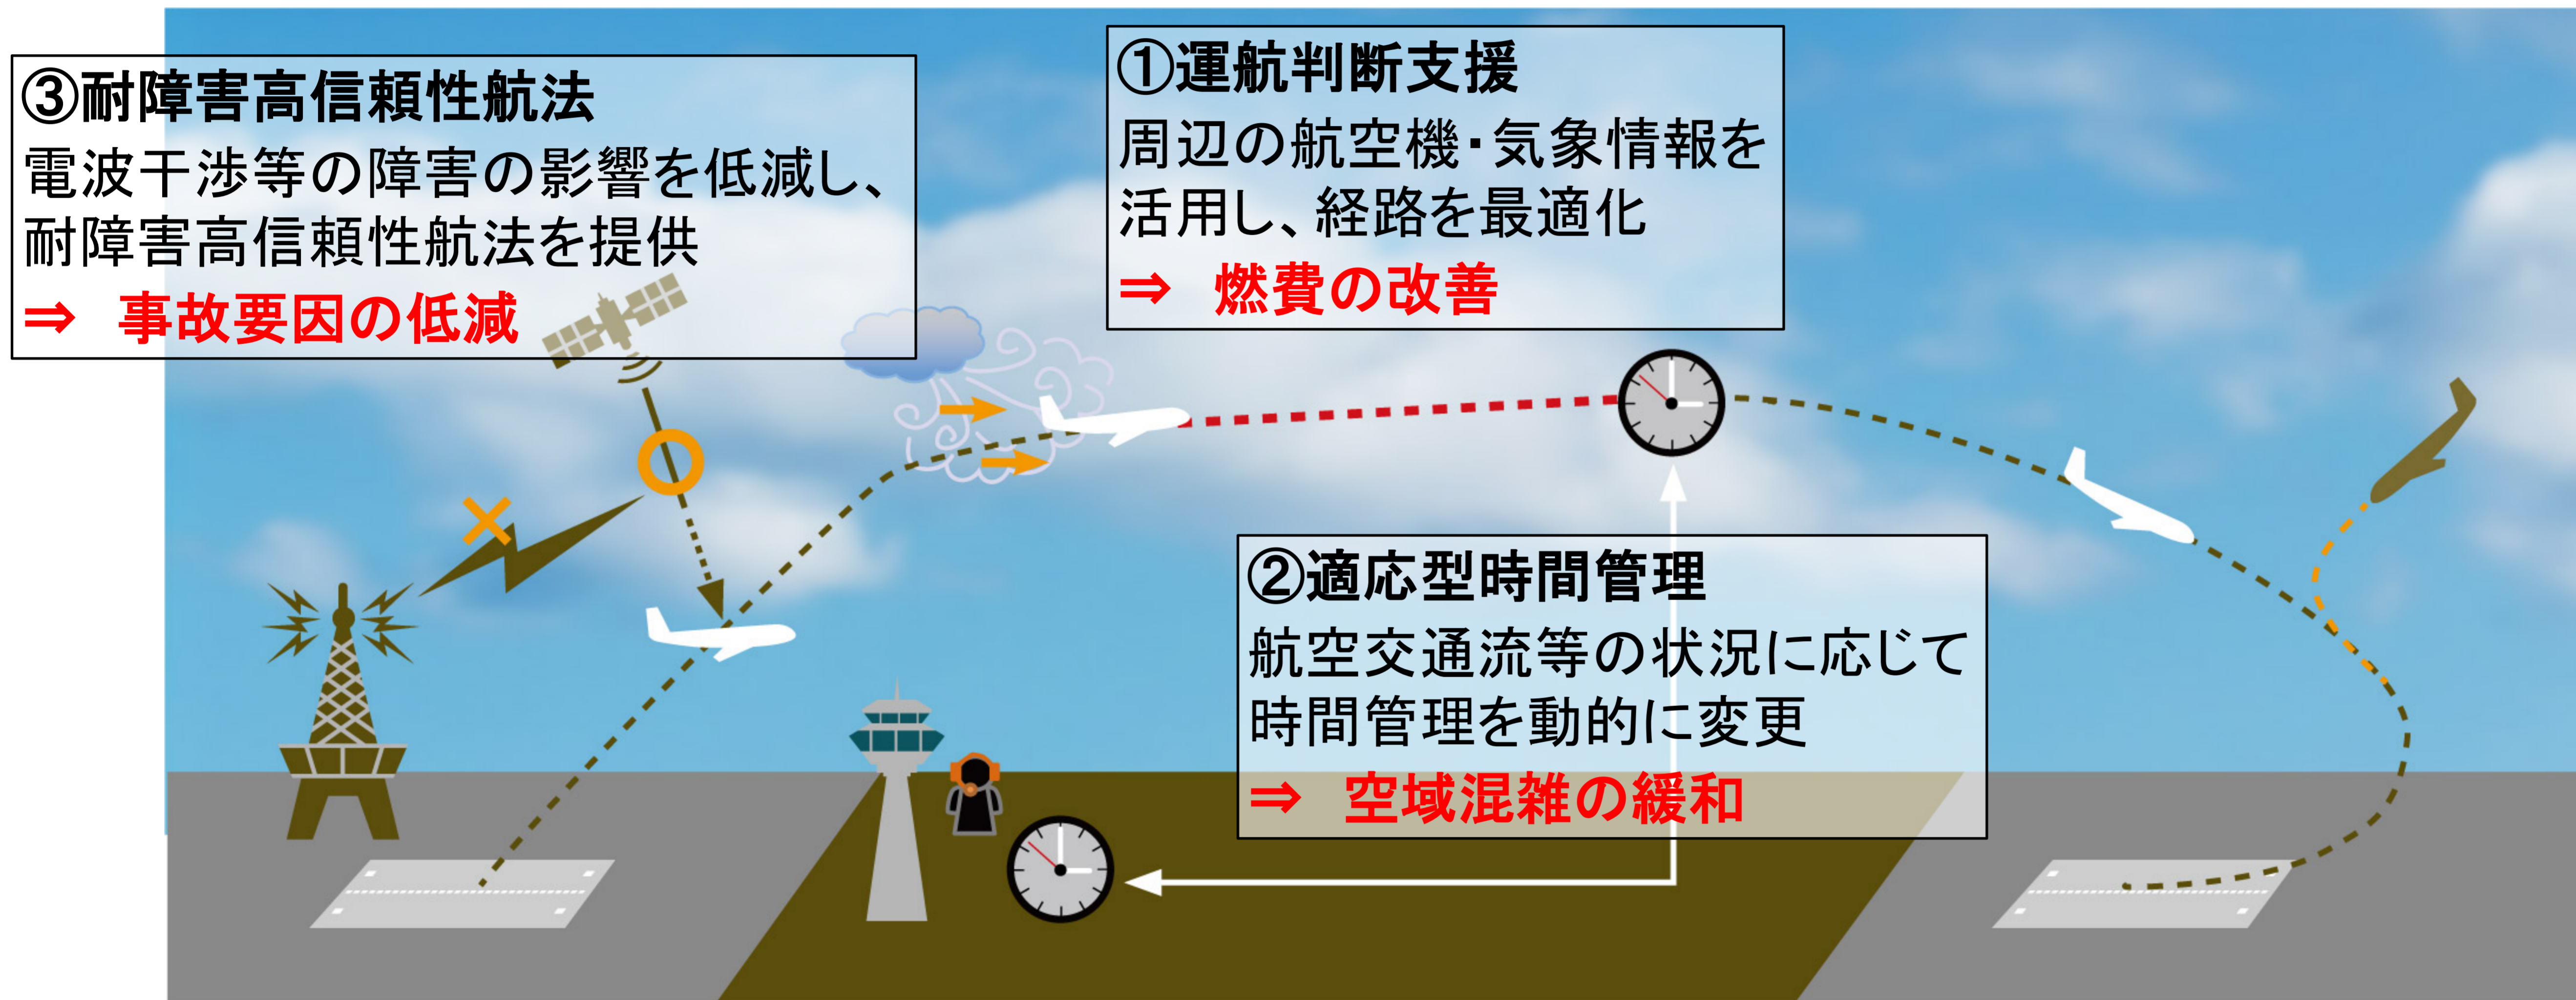 ③耐障害高信頼性航法
電波干渉等の障害の影響を低減し、
耐障害高信頼性航法を提供
⇒ 事故要因の低減
①運航判断支援
周辺の航空機・気象情報を
活用し、経路を最適化
⇒ 燃費の改善
②適応型時間管理
航空交通流等の状況に応じて
時間管理を動的に変更
⇒ 空域混雑の緩和